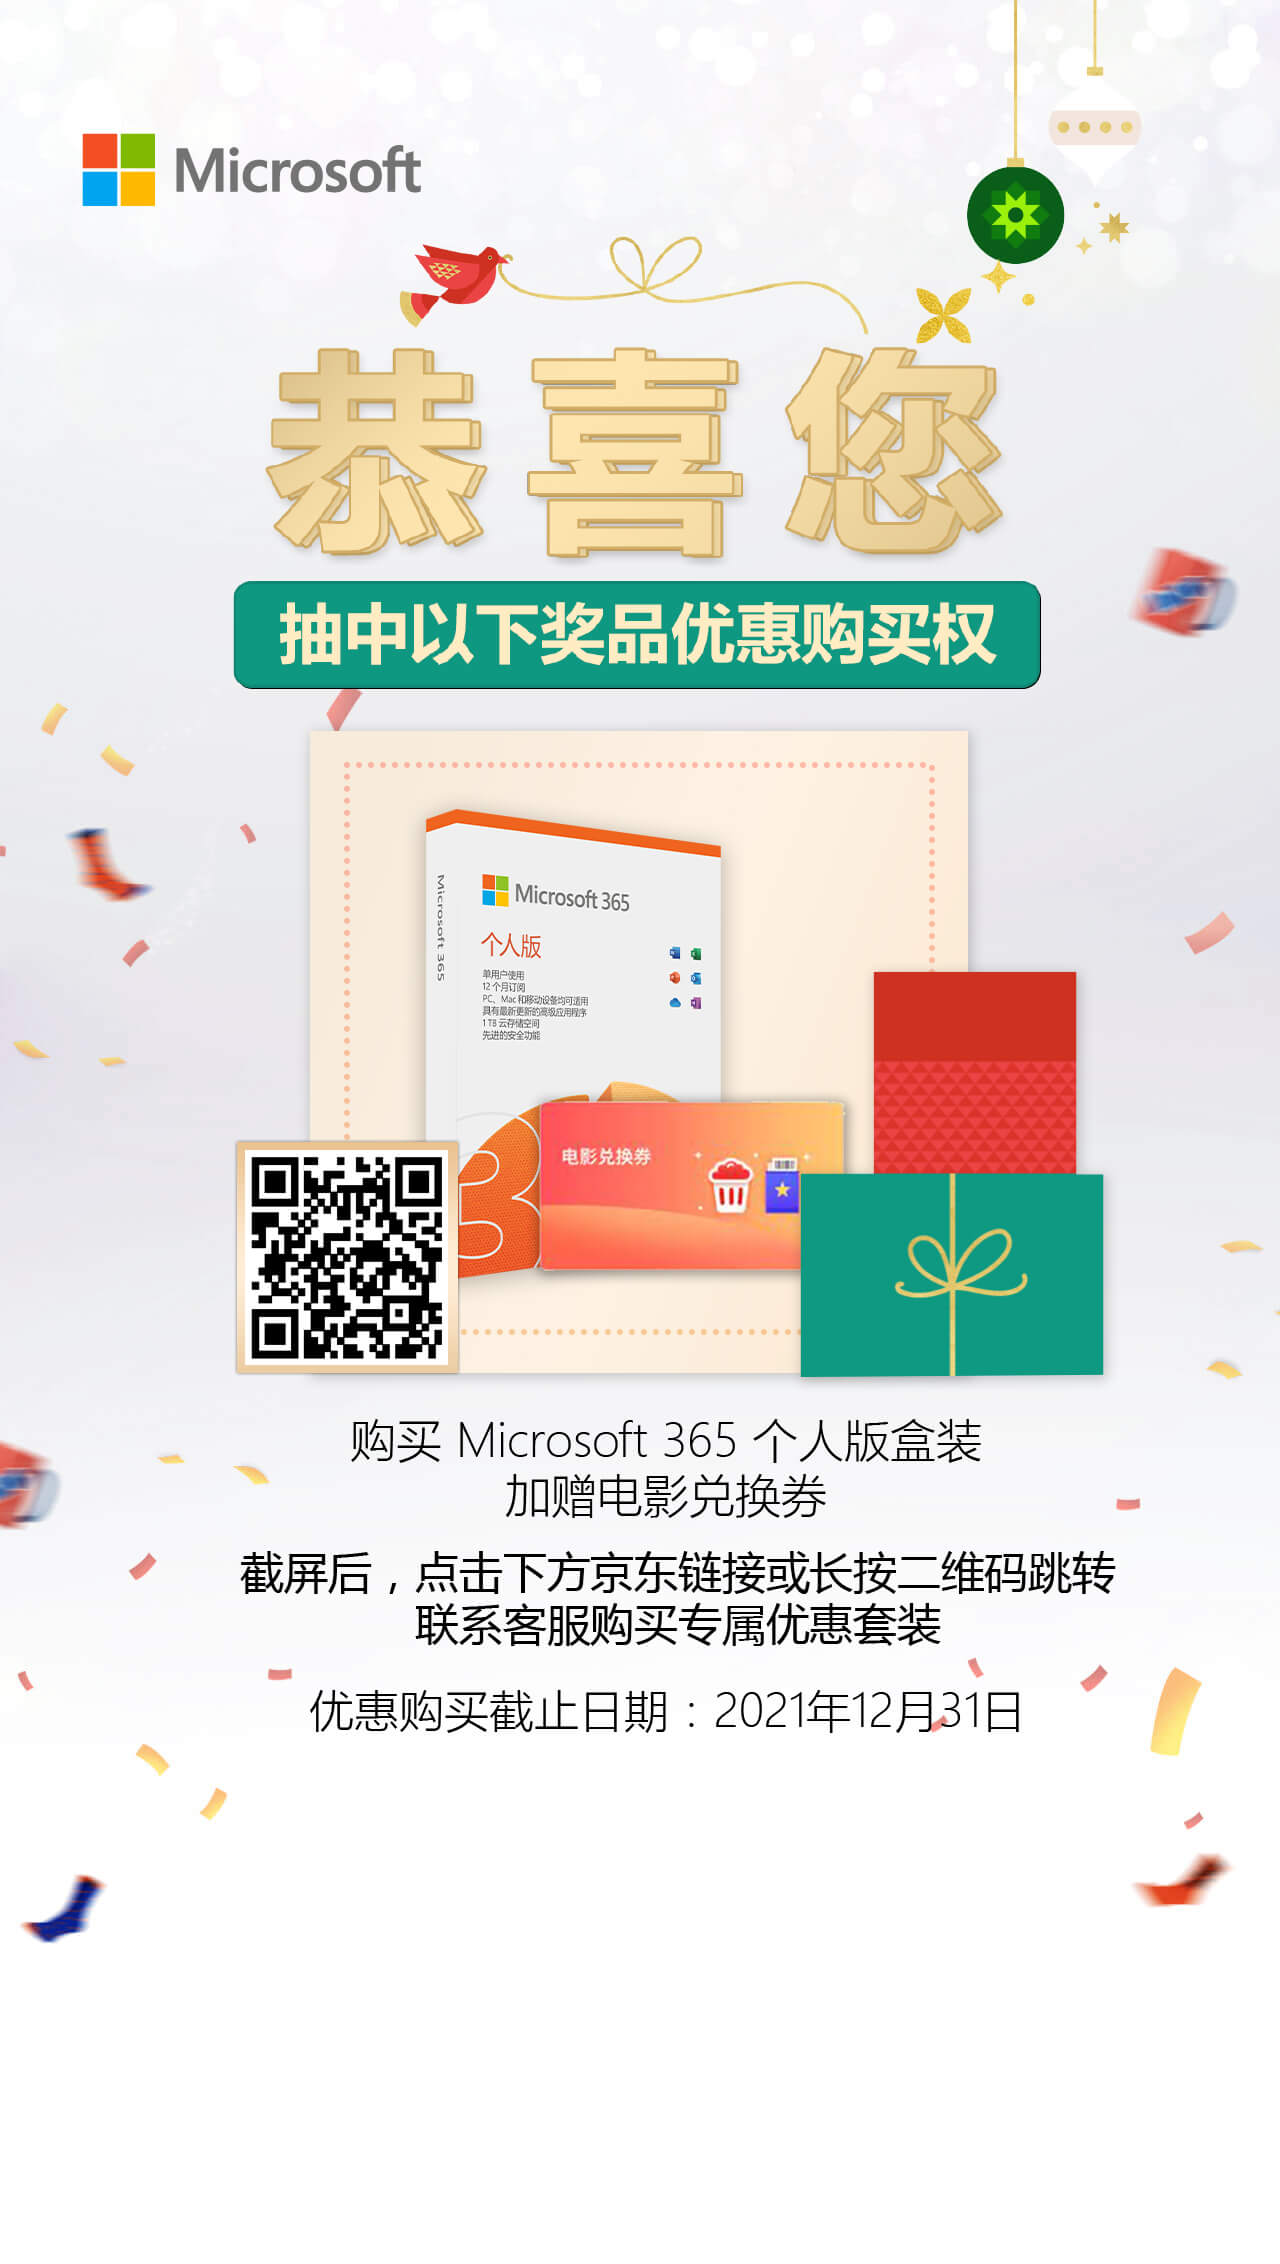 Microsoft
恭喜您
抽中以下奖品优惠购买权
Microsoft 365
Microsoft 365
个人版
单用户使用
12 个月订阅
PC、Mac 和移动设备均可适用
具有最新更新的高级应用程序
1 TB 云存储空间
先进的安全功能
3
电影兑换券
购买 Microsoft 365 个人版盒装
加赠电影兑换券
截屏后，点击下方京东链接或长按二维码跳转
联系客服购买专属优惠套装
优惠购买截止日期：2021年12月31日